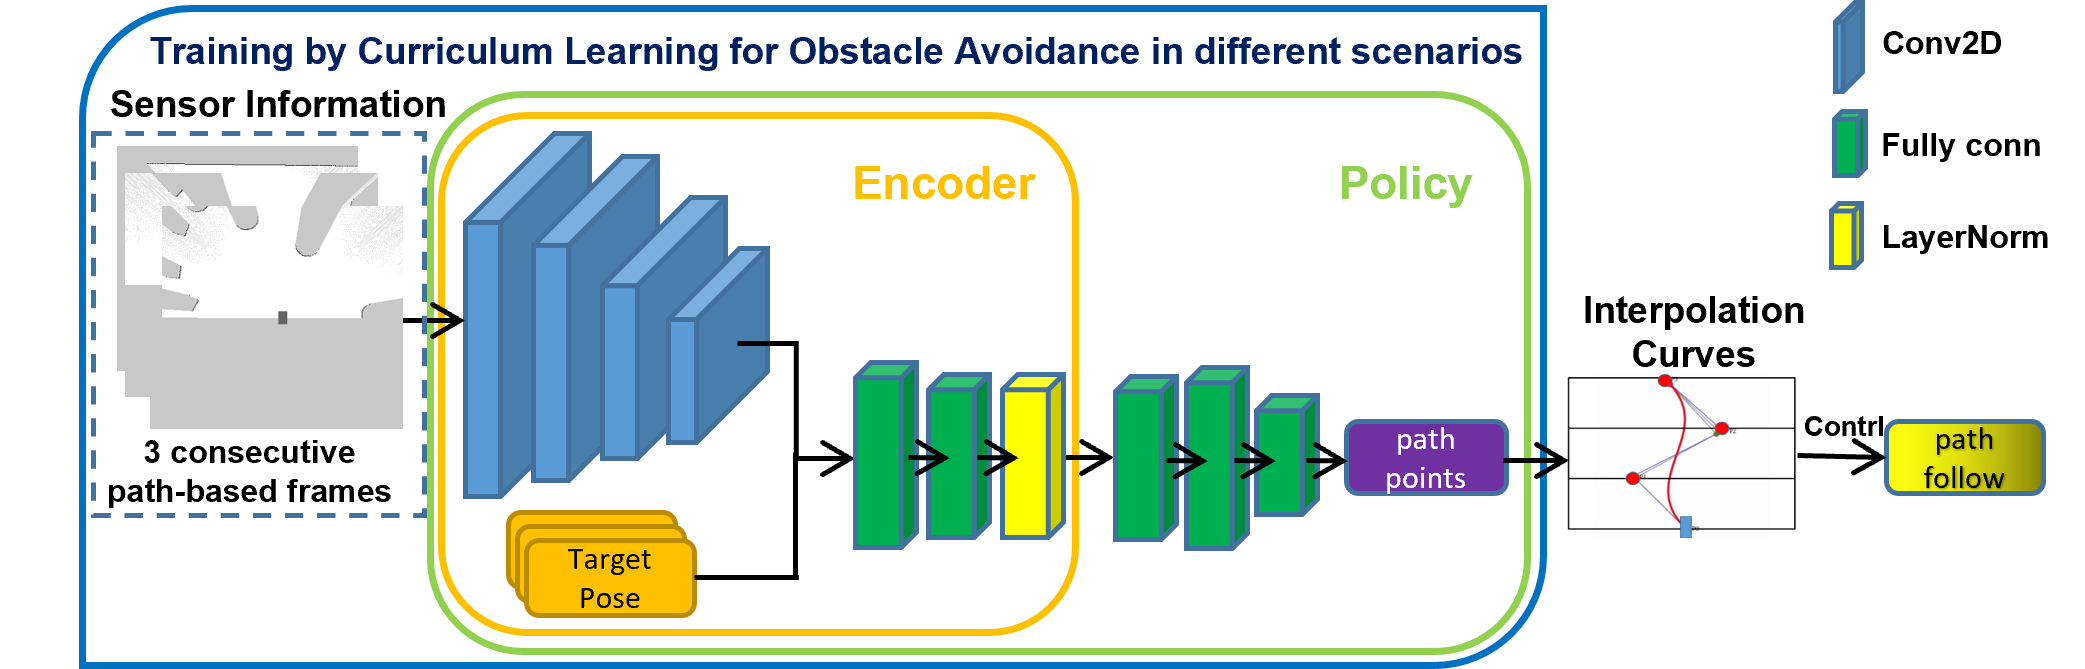 Training by Curriculum Learning for Obstacle Avoidance in different scenarios
Sensor Information
3 consecutive
path-based frames
Encoder
Policy
Target
Pose
path
points
Interpolation
Curves
Contrl
path
follow
Conv2D
Fully conn
LayerNorm